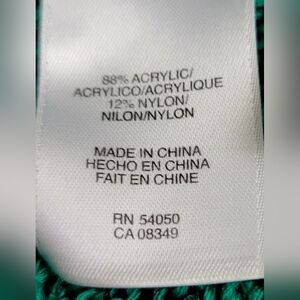 88% ACRYLIC/
ACRYLICO/ACRYLIQUE
12% NYLON/
NILON/NYLON
MADE IN CHINA
HECHO EN CHINA
FAIT EN CHINE
RN 54050
CA 08349